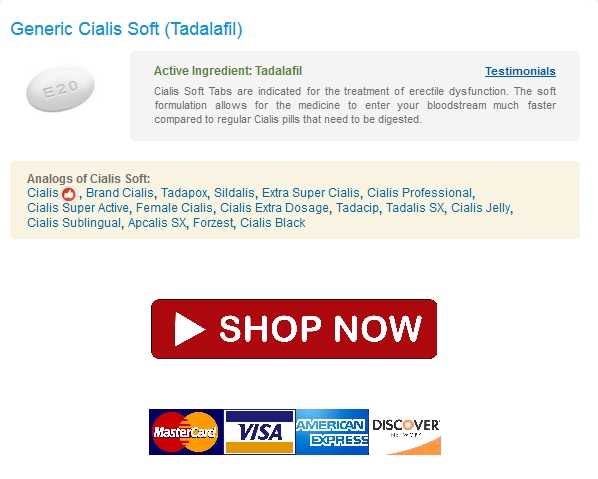 Generic Cialis Soft (Tadalafil)
E20
Active Ingredient: Tadalafil
Testimonials
Cialis Soft Tabs are indicated for the treatment of erectile dysfunction. The soft
formulation allows for the medicine to enter your bloodstream much faster
compared to regular Cialis pills that need to be digested.
Analogs of Cialis Soft:
Cialis , Brand Cialis, Tadapox, Sildalis, Extra Super Cialis, Cialis Professional,
Cialis Super Active, Female Cialis, Cialis Extra Dosage, Tadacip, Tadalis SX, Cialis Jelly,
Cialis Sublingual, Apcalis SX, Forzest, Cialis Black
SHOP NOW
MasterCard
VISA
AMERICAN
EXPRESS
DISCOVER
NETWORK